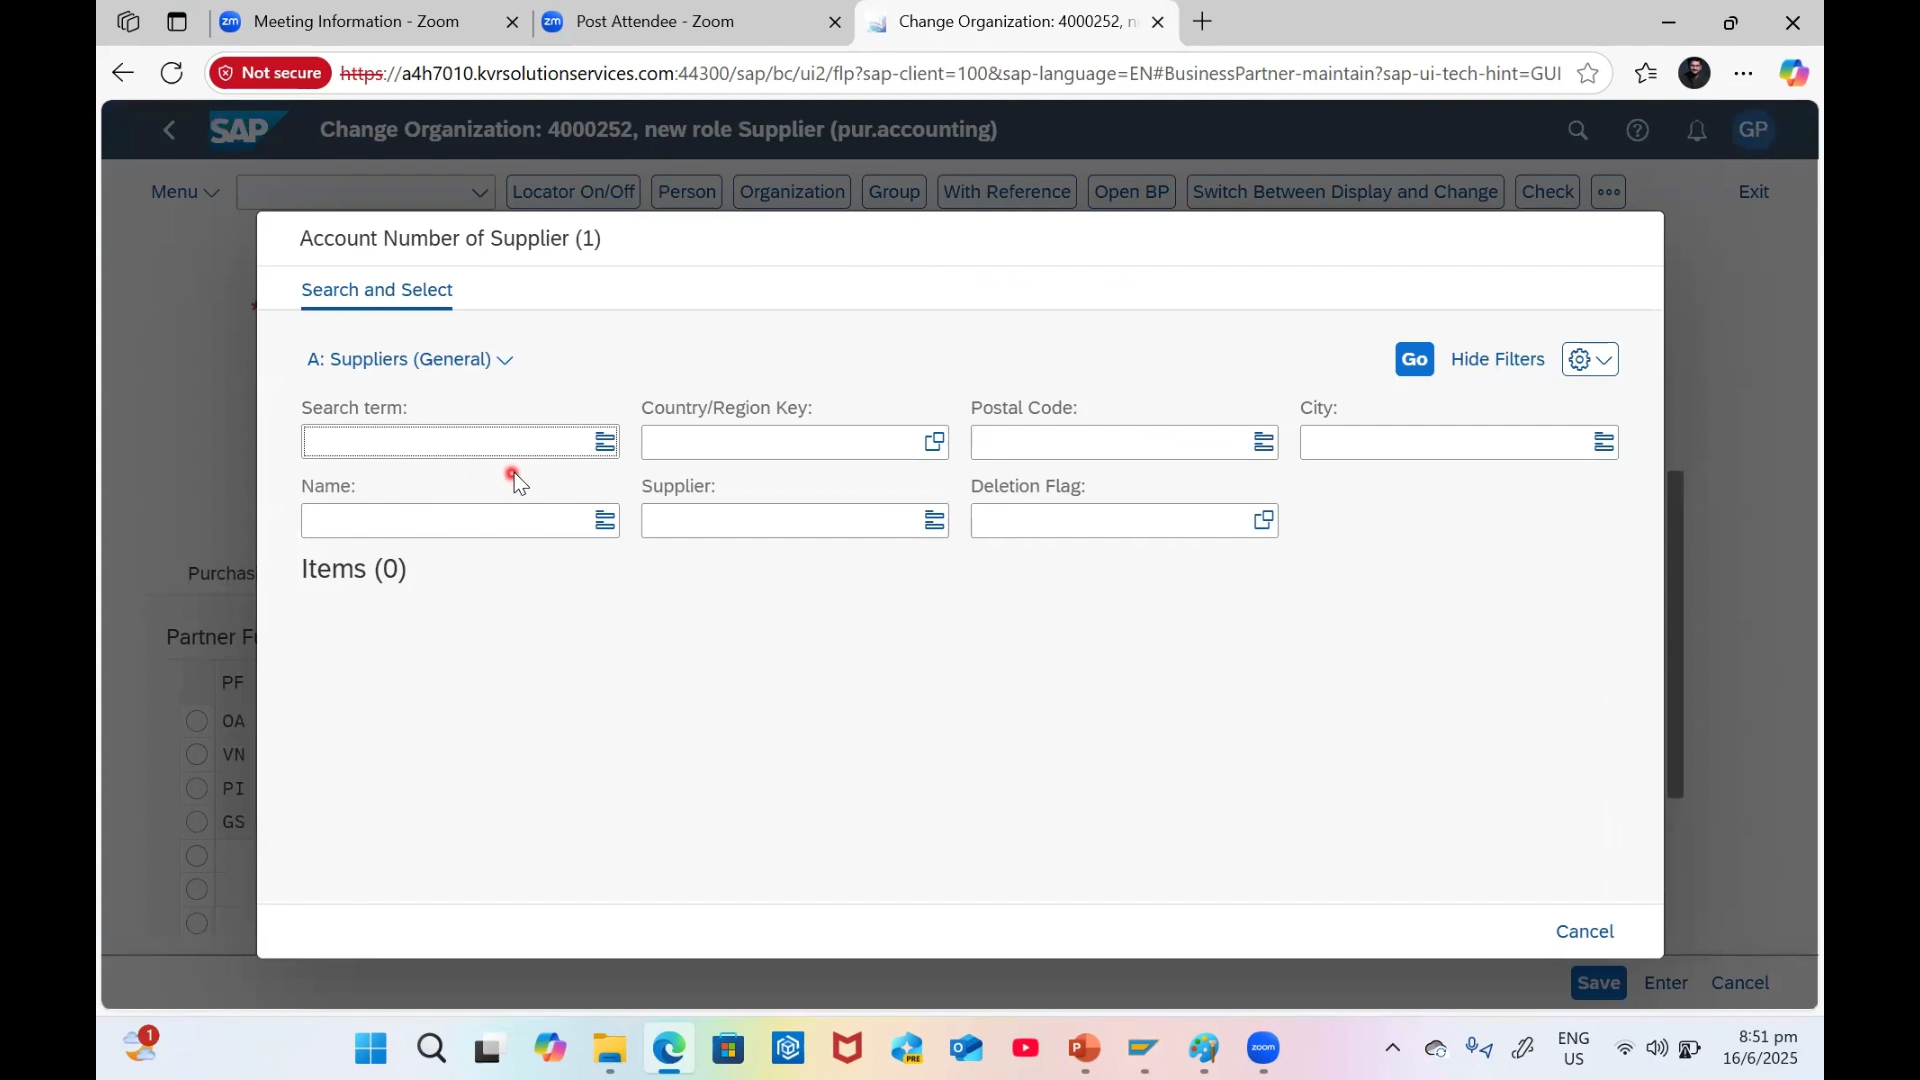 Meeting Information - Zoom
Post Attendee - Zoom
Change Organization: 4000252, n
Not secure
https://a4h7010.kvrsolutionservices.com:44300/sap/bc/ui2/flp?sap-client=100&sap-language=EN#BusinessPartner-maintain?sap-ui-tech-hint=GUI
SAP
Change Organization: 4000252, new role Supplier (pur.accounting)
GP
Menu
Locator On/Off
Person
Organization
Group
With Reference
Open BP
Switch Between Display and Change
Check
Exit
Account Number of Supplier (1)
Search and Select
A: Suppliers (General)
Go
Hide Filters
Search term:
Country/Region Key:
Postal Code:
City:
Name:
Supplier:
Deletion Flag:
Items (0)
Purchas
Partner F
PF
OA
VN
PI
GS
Cancel
Save
Enter
Cancel
1
PRE
zoom
ENG
US
8:51 pm
16/6/2025